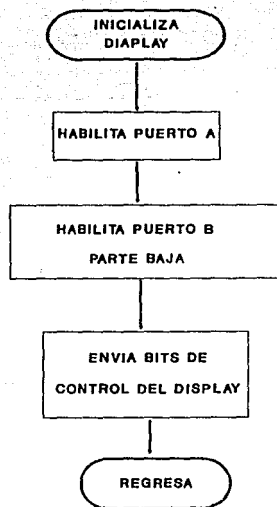 INICIALIZA
DIAPLAY
HABILITA PUERTO A
HABILITA PUERTO B
PARTE BAJA
ENVIA BITS DE
CONTROL DEL DISPLAY
REGRESA